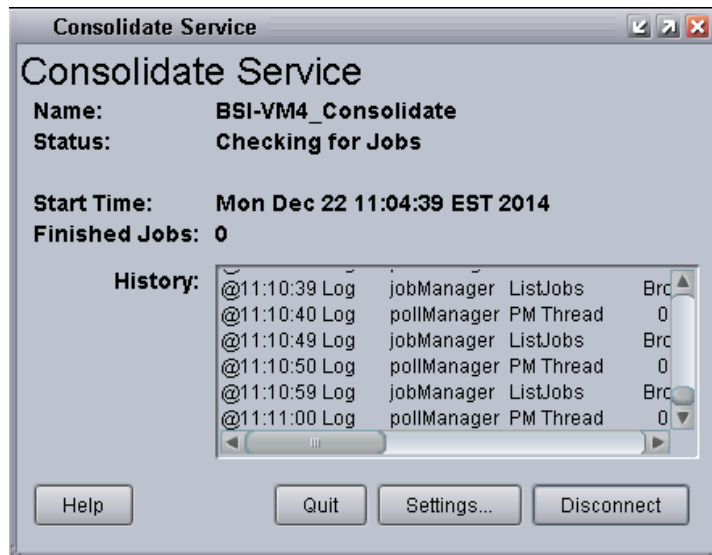 Consolidate Service
Consolidate Service
Name: BSI-VM4_Consolidate
Status: Checking for Jobs
Start Time: Mon Dec 22 11:04:39 EST 2014
Finished Jobs: 0
History:
@11:10:39 Log jobManager ListJobs Bro
@11:10:40 Log pollManager PM Thread 0
@11:10:49 Log jobManager ListJobs Bro
@11:10:50 Log pollManager PM Thread 0
@11:10:59 Log jobManager ListJobs Bro
@11:11:00 Log pollManager PM Thread 0
Help Quit Settings... Disconnect